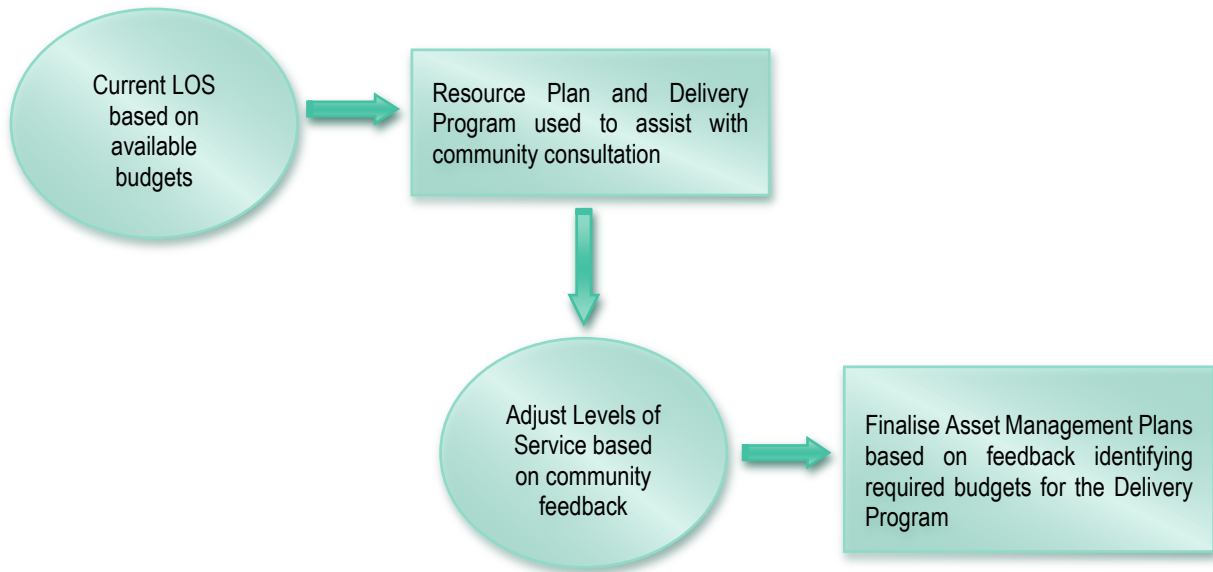 Current LOS
based on
available
budgets
Resource Plan and Delivery
Program used to assist with
community consultation
Adjust Levels of
Service based
on community
feedback
Finalise Asset Management Plans
based on feedback identifying
required budgets for the Delivery
Program